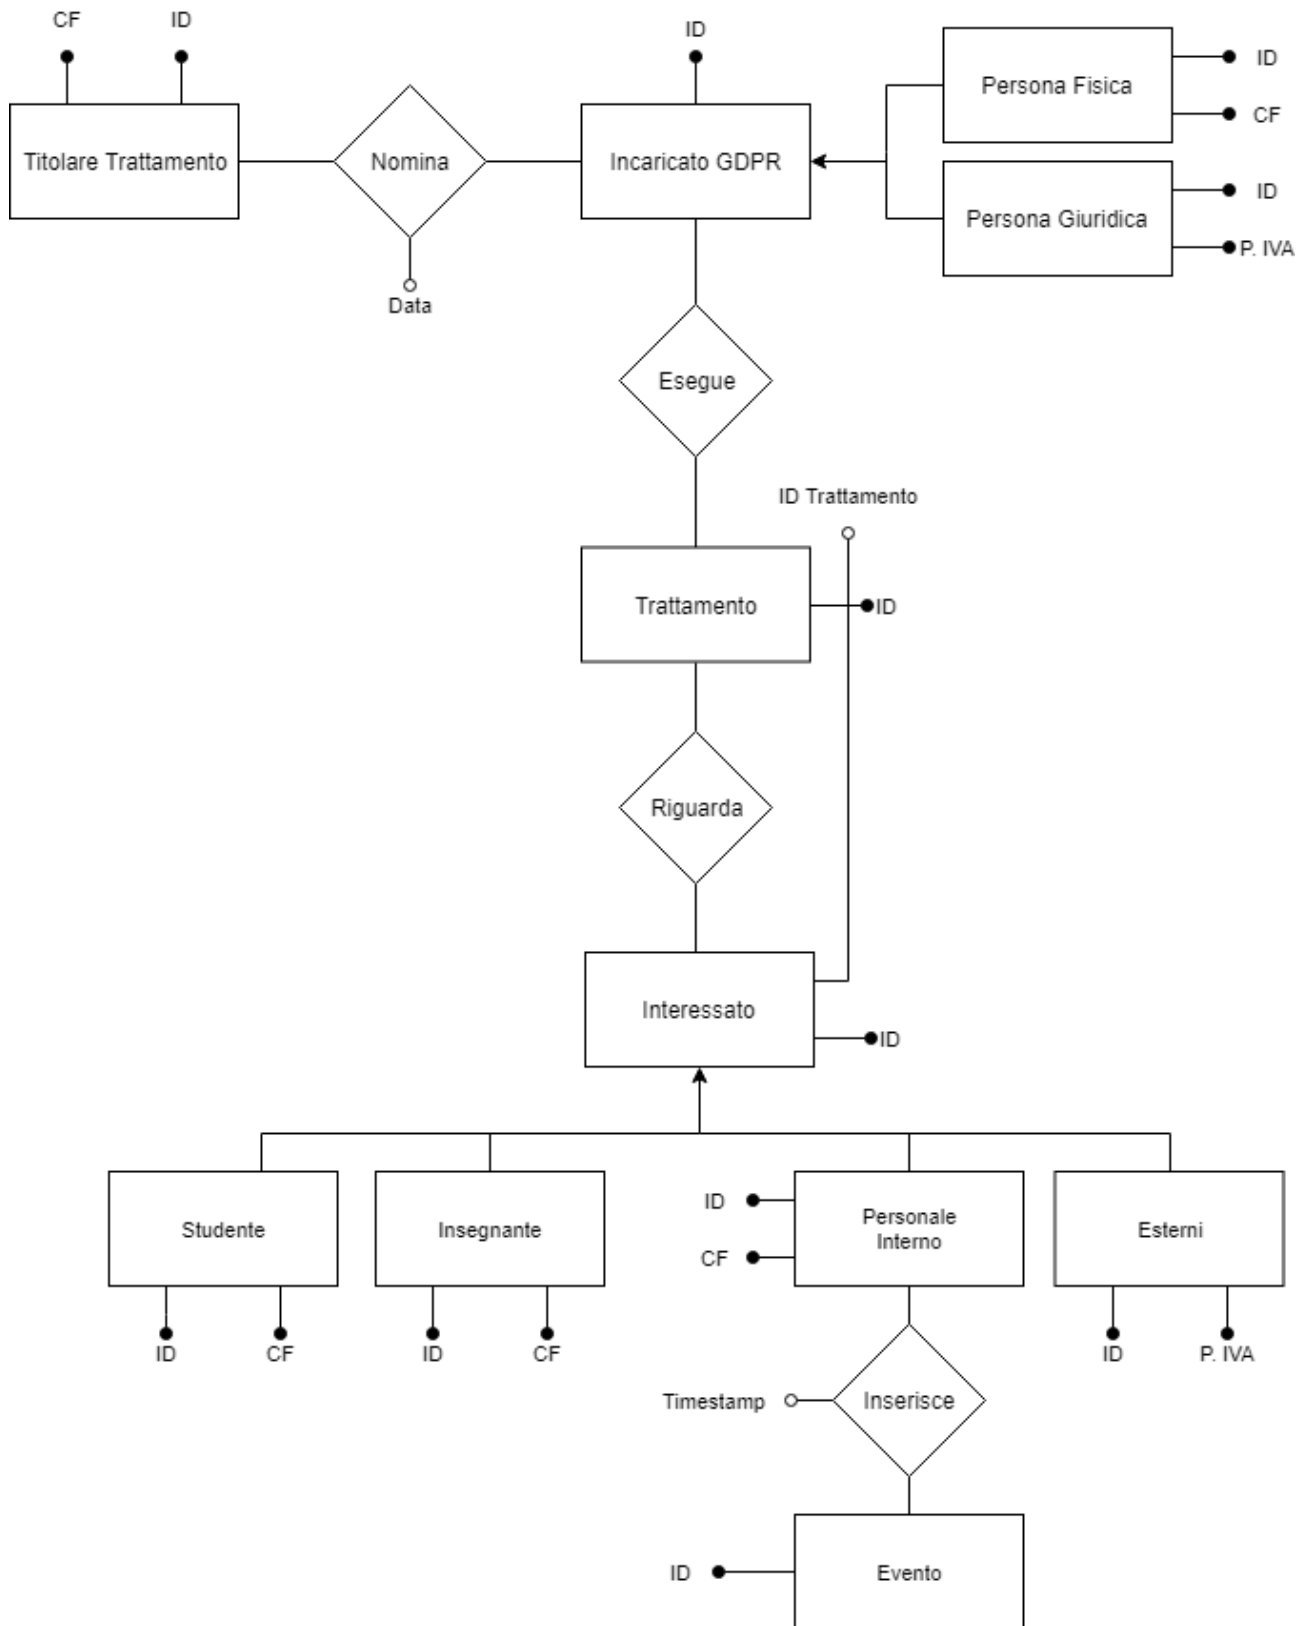 CF
ID
ID
Persona Fisica
ID
CF
Titolare Trattamento
Nomina
Incaricato GDPR
Persona Giuridica
ID
P. IVA
Data
Esegue
ID Trattamento
Trattamento
ID
Riguarda
Interessato
ID
Studente
Insegnante
ID
CF
Personale
Interno
Esterni
ID
CF
ID
CF
ID
P. IVA
Timestamp
Inserisce
ID
Evento